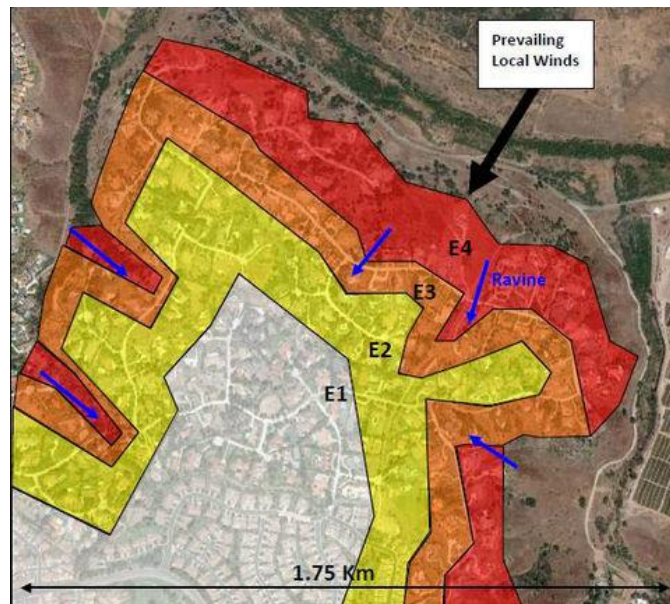 Prevailing
Local Winds
E4
Ravine
E3
E2
E1
1.75 Km